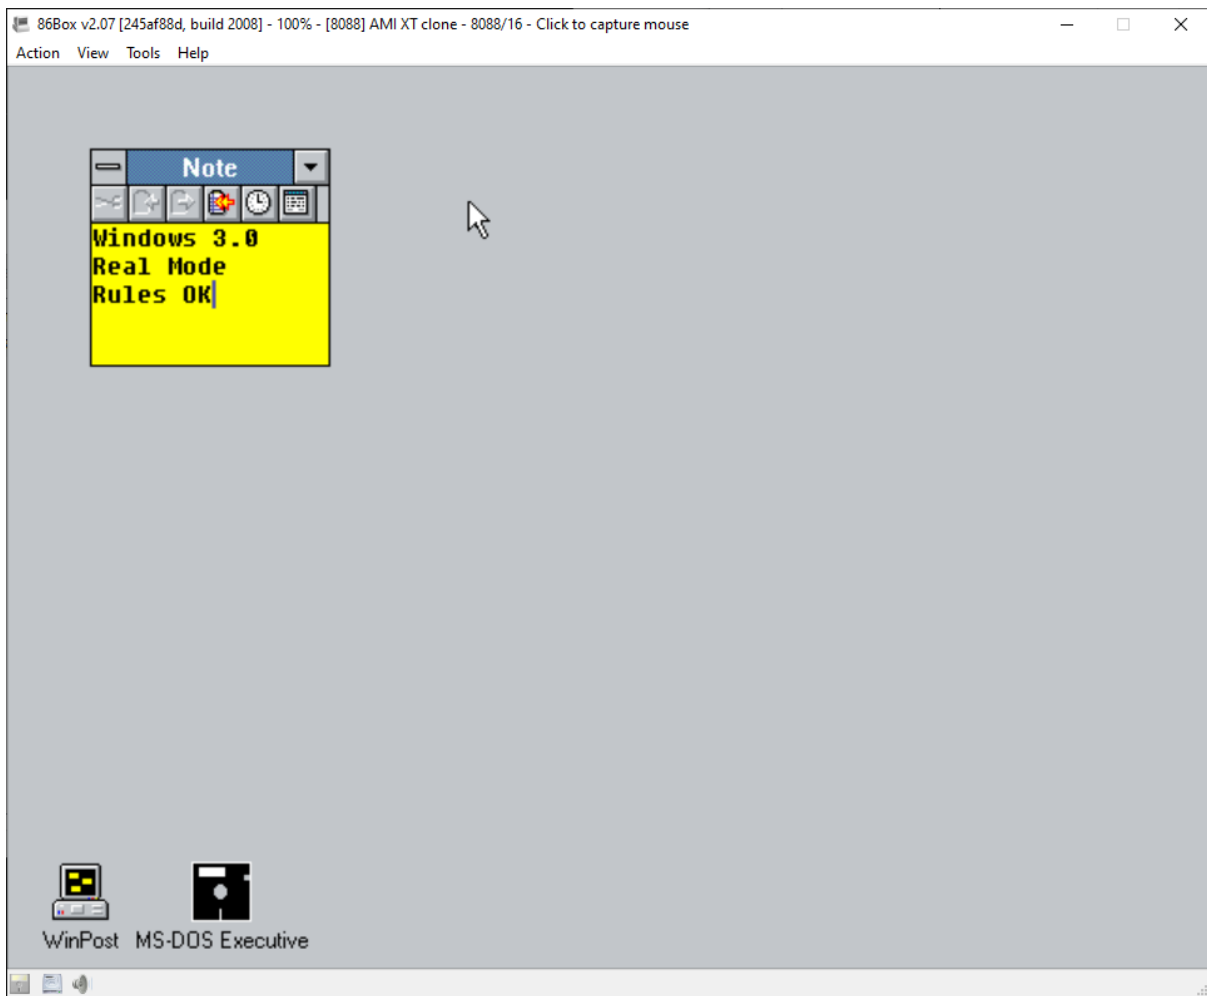 86Box v2.07 [245af88d, build 2008] - 100% - [8088] AMI XT clone - 8088/16 - Click to capture mouse
Action View Tools Help
Note
Windows 3.0
Real Mode
Rules OK
WinPost MS-DOS Executive